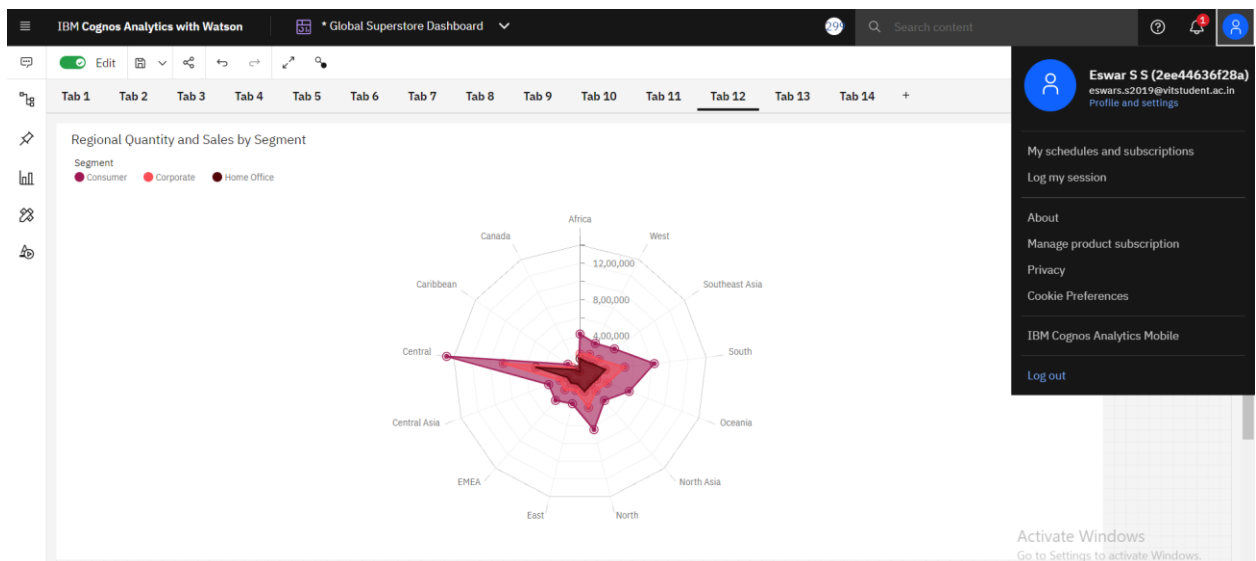 IBM Cognos Analytics with Watson
* Global Superstore Dashboard
Search content
1
Edit
Tab 1 Tab 2 Tab 3 Tab 4 Tab 5 Tab 6 Tab 7 Tab 8 Tab 9 Tab 10 Tab 11 Tab 12 Tab 13 Tab 14 +
Regional Quantity and Sales by Segment
Segment
Consumer Corporate Home Office
Africa
West
Southeast Asia
South
Oceania
North Asia
North
East
EMEA
Central Asia
Central
Caribbean
Canada
12,00,000
8,00,000
4,00,000
Eswar S S (2ee44636f28a)
eswars.s2019@vitstudent.ac.in
Profile and settings
My schedules and subscriptions
Log my session
About
Manage product subscription
Privacy
Cookie Preferences
IBM Cognos Analytics Mobile
Log out
Activate Windows
Go to Settings to activate Windows.